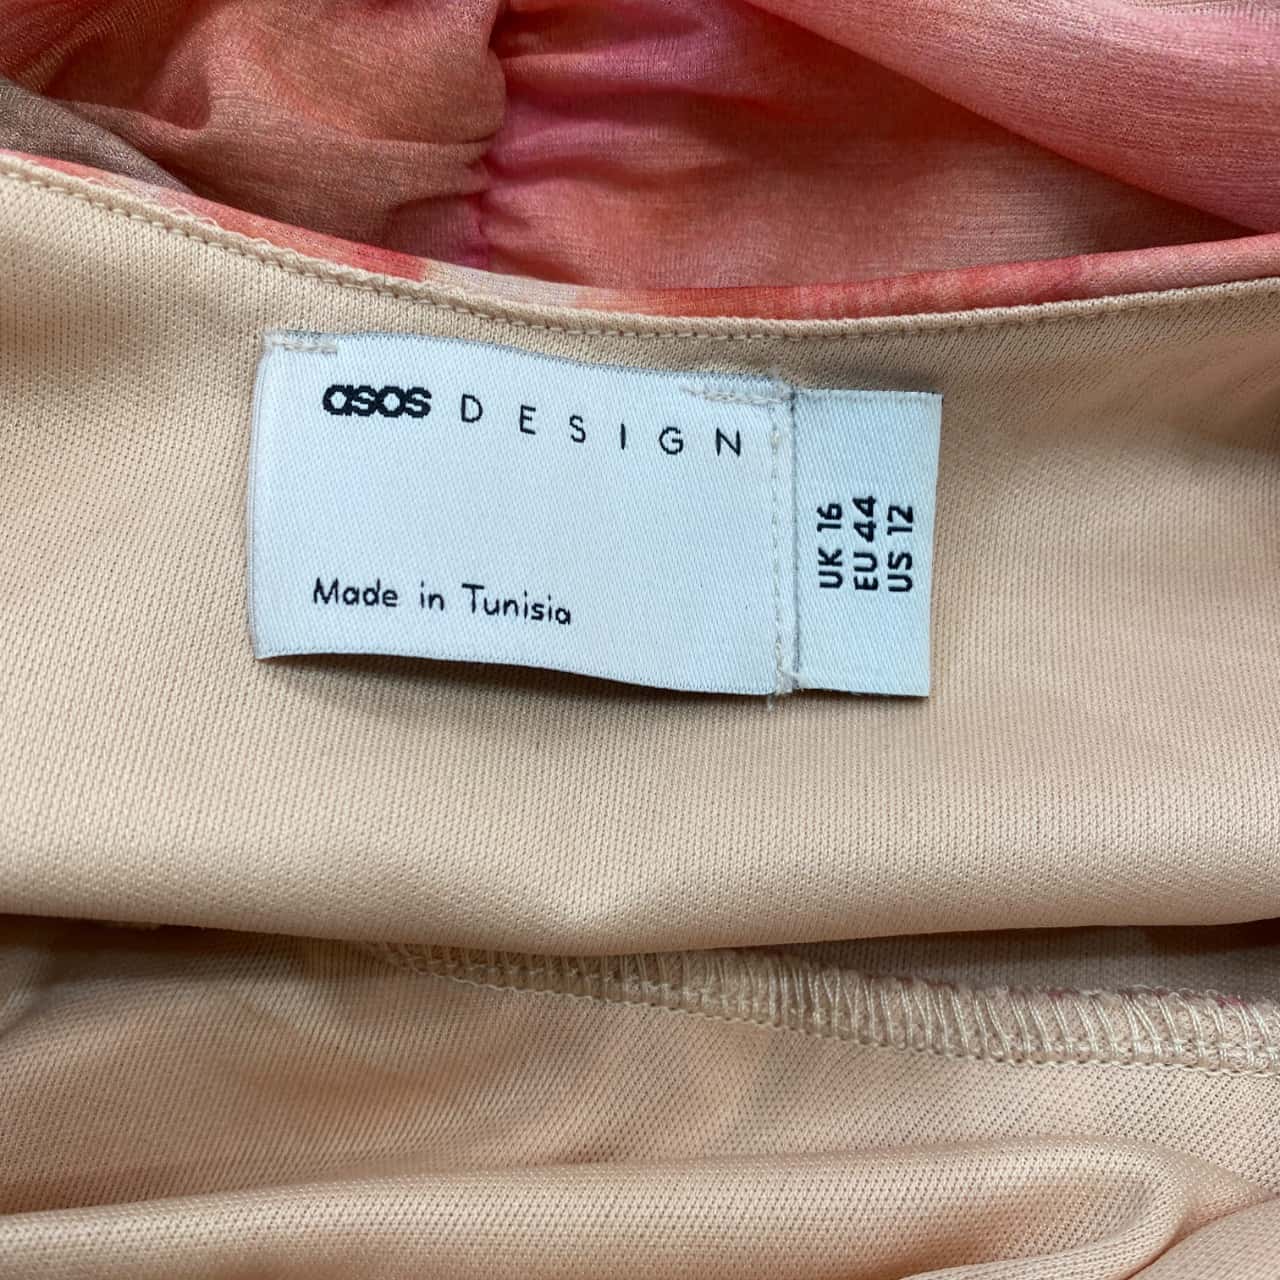 asos DESIGN
Made in Tunisia
UK 16
EU 44
US 12